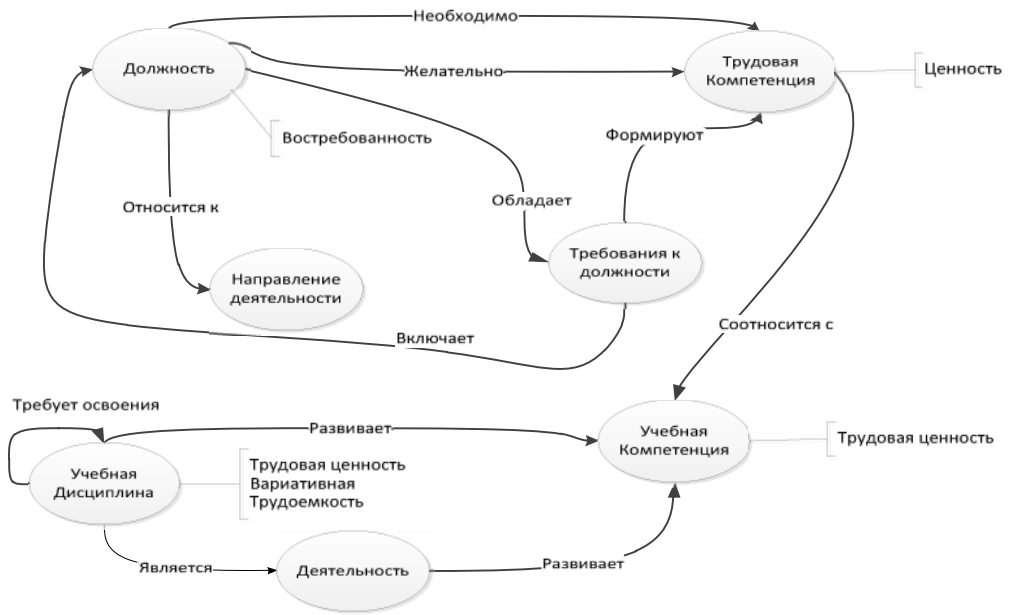 Необходимо
Должность
Трудовая
Компетенция
Ценность
Желательно
Востребованность
Формируют
Относится к
Обладает
Требования к
должности
Направление
деятельности
Включает
Соотносится с
Требует освоения
Развивает
Учебная
Компетенция
Трудовая ценность
Учебная
Дисциплина
Трудовая ценность
Вариативная
Трудоемкость
Является
Деятельность
Развивает